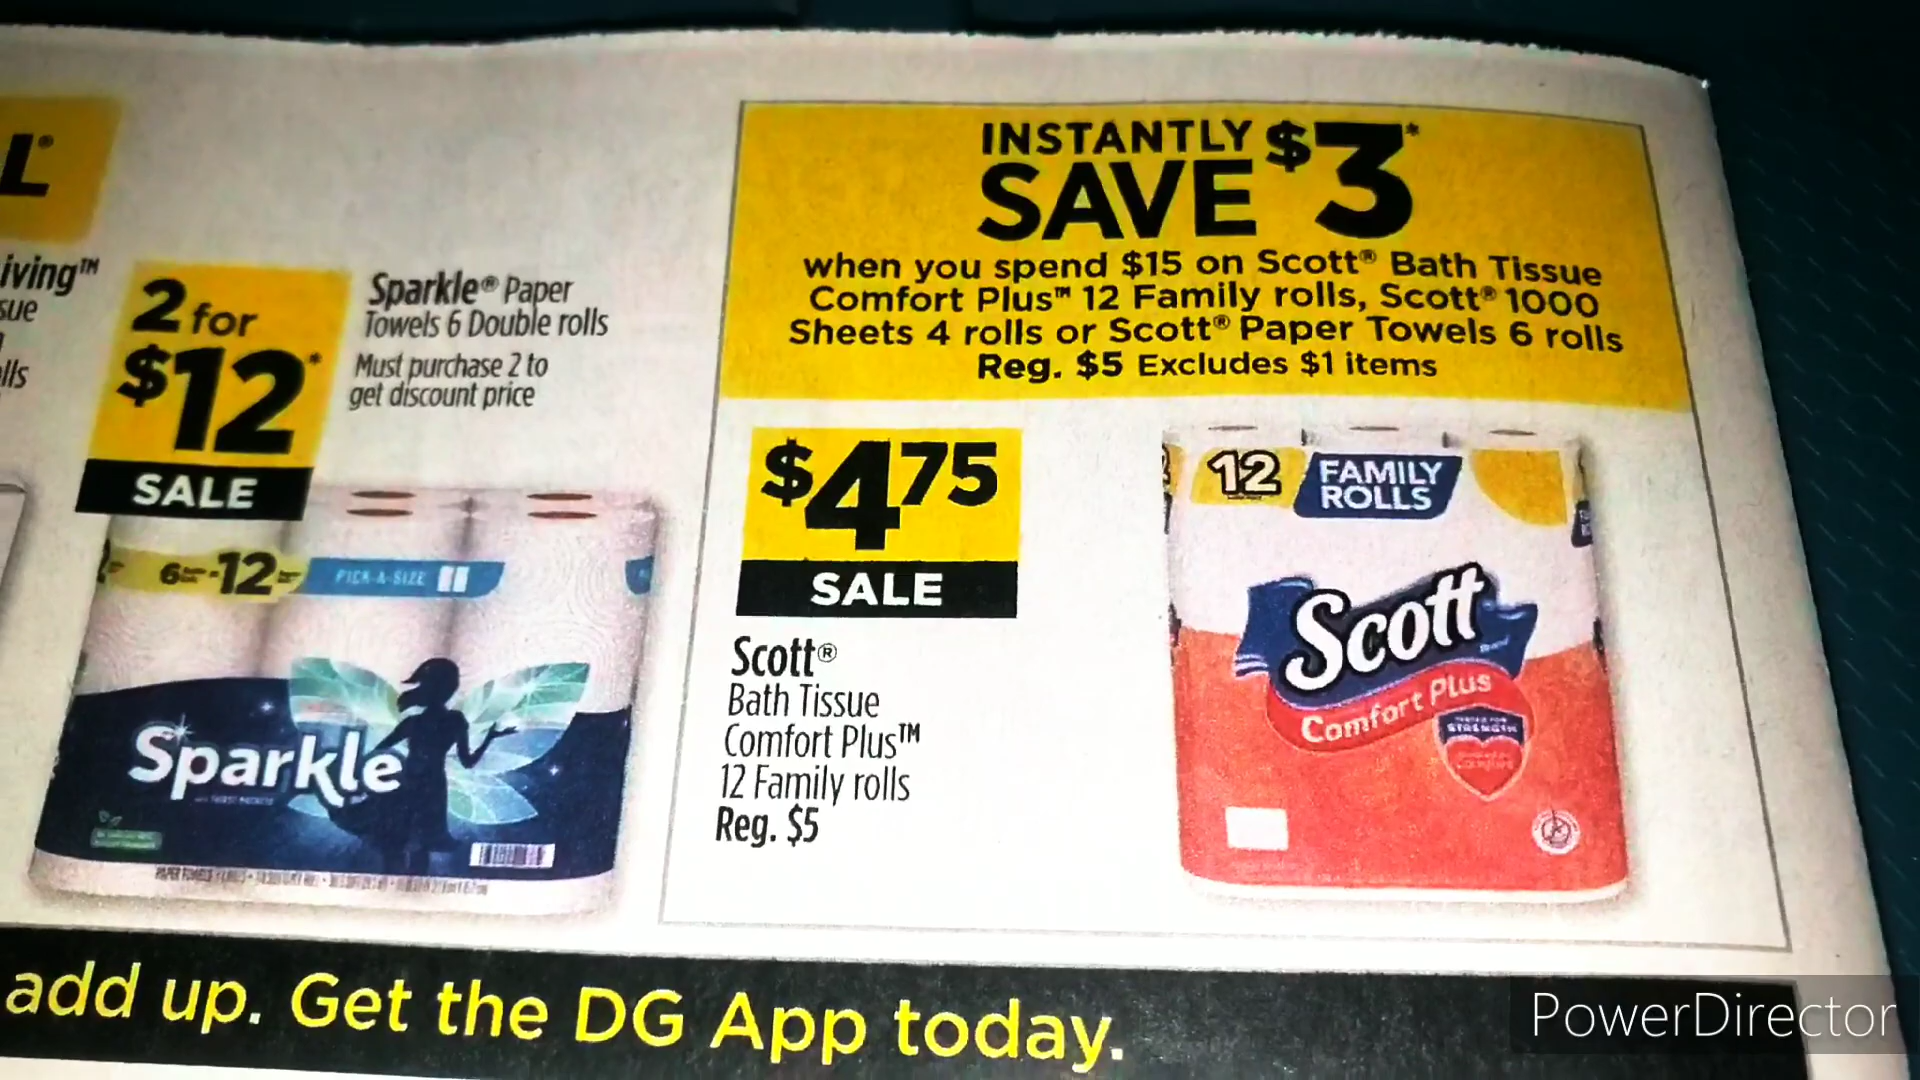 L®
iving™
sue
lls
2 for
$12*
SALE
Sparkle® Paper
Towels 6 Double rolls
Must purchase 2 to
get discount price
6 12
PICK-A-SIZE
Sparkle
INSTANTLY
SAVE $3*
when you spend $15 on Scott® Bath Tissue
Comfort Plus™ 12 Family rolls, Scott® 1000
Sheets 4 rolls or Scott® Paper Towels 6 rolls
Reg. $5 Excludes $1 items
$4 75
SALE
Scott®
Bath Tissue
Comfort Plus™
12 Family rolls
Reg. $5
12 FAMILY
ROLLS
Scott
Comfort Plus
STRENGTH
add up. Get the DG App today.
PowerDirector